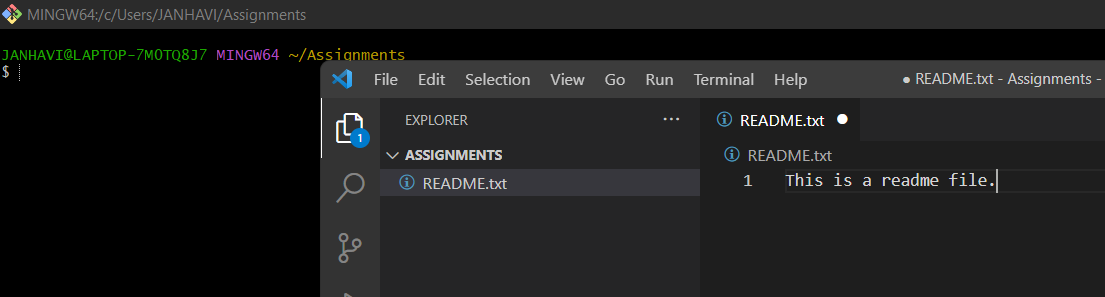 MINGW64:/c/Users/JANHAVI/Assignments
JANHAVI@LAPTOP-7MOTQ8J7 MINGW64 ~/Assignments
$
File Edit Selection View Go Run Terminal Help ● README.txt - Assignments -
EXPLORER ...
README.txt ●
1
ASSIGNMENTS
README.txt
README.txt
1 This is a readme file.